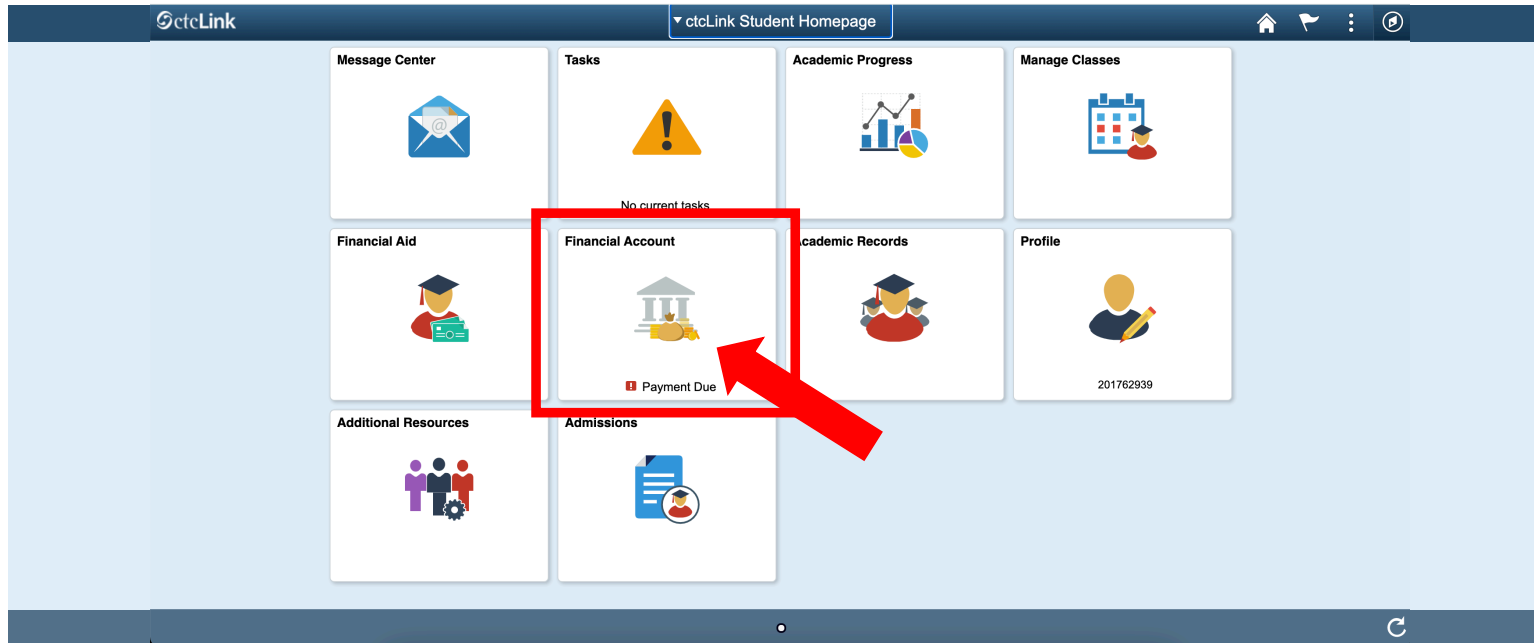 ctcLink
ctcLink Student Homepage
Message Center
Tasks
Academic Progress
Manage Classes
@
No current tasks
Financial Aid
Financial Account
Academic Records
Profile
Payment Due
201762939
Additional Resources
Admissions